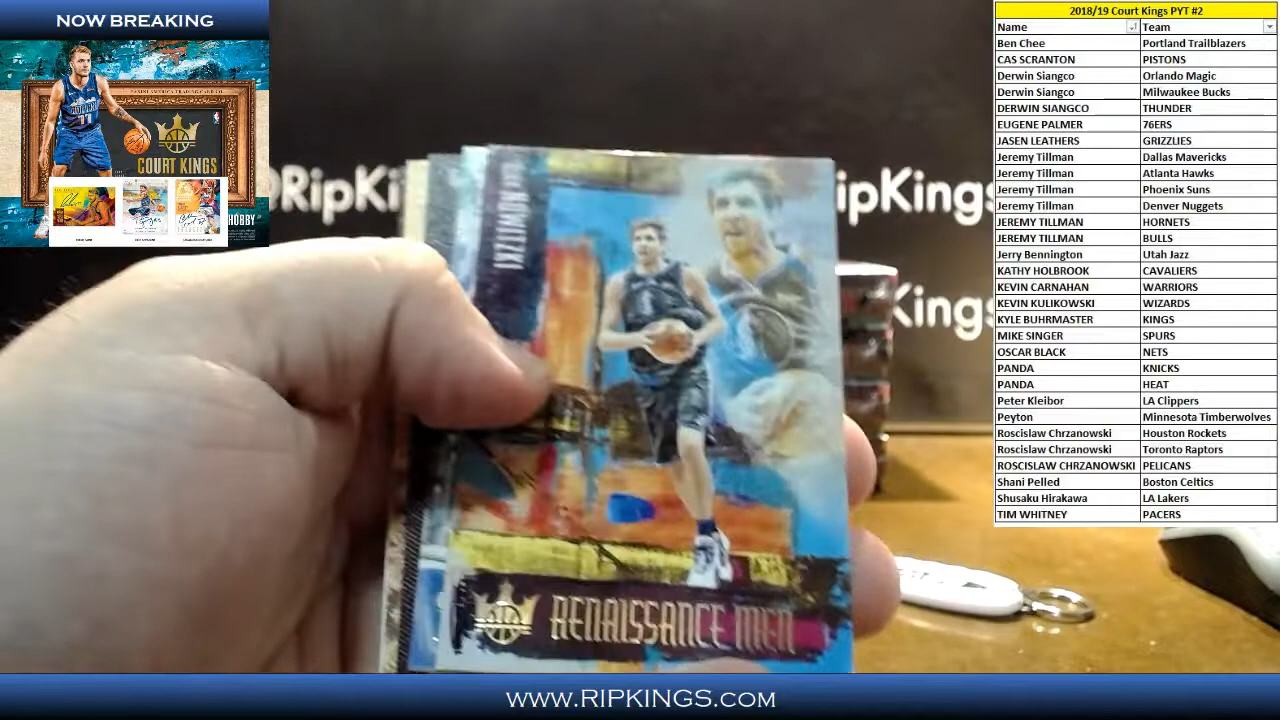 NOW BREAKING
COURT KINGS
HOBBY
RipKi
ipKings
Kings
NOWITZKI
RENAISSANCE MEN
2018/19 Court Kings PYT #2
Name Team
Ben Chee Portland Trailblazers
CAS SCRANTON PISTONS
Derwin Siangco Orlando Magic
Derwin Siangco Milwaukee Bucks
DERWIN SIANGCO THUNDER
EUGENE PALMER 76ERS
JASEN LEATHERS GRIZZLIES
Jeremy Tillman Dallas Mavericks
Jeremy Tillman Atlanta Hawks
Jeremy Tillman Phoenix Suns
Jeremy Tillman Denver Nuggets
JEREMY TILLMAN HORNETS
JEREMY TILLMAN BULLS
Jerry Bennington Utah Jazz
KATHY HOLBROOK CAVALIERS
KEVIN CARNAHAN WARRIORS
KEVIN KULIKOWSKI WIZARDS
KYLE BUHRMASTER KINGS
MIKE SINGER SPURS
OSCAR BLACK NETS
PANDA KNICKS
PANDA HEAT
Peter Kleibor LA Clippers
Peyton Minnesota Timberwolves
Roscislaw Chrzanowski Houston Rockets
Roscislaw Chrzanowski Toronto Raptors
ROSCISLAW CHRZANOWSKI PELICANS
Shani Pelled Boston Celtics
Shusaku Hirakawa LA Lakers
TIM WHITNEY PACERS
WWW.RIPKINGS.COM